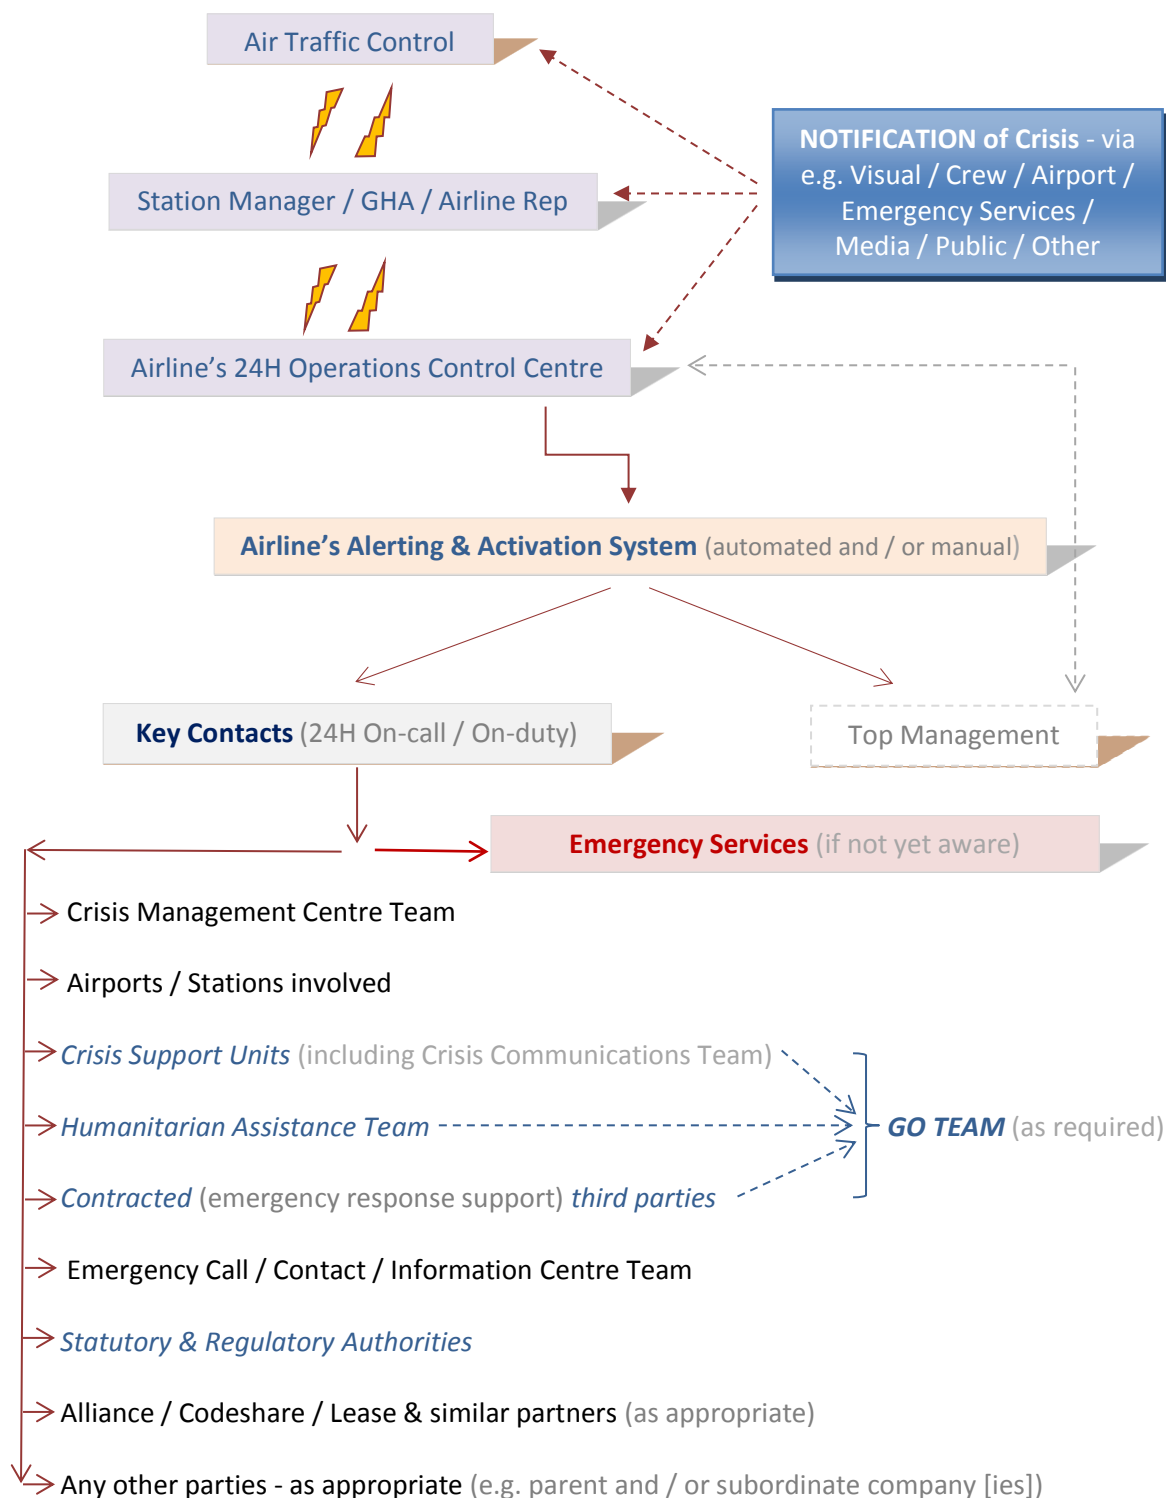 Air Traffic Control
NOTIFICATION of Crisis - via
e.g. Visual / Crew / Airport /
Emergency Services /
Media / Public / Other
Station Manager / GHA / Airline Rep
Airline’s 24H Operations Control Centre
Airline’s Alerting & Activation System (automated and / or manual)
Key Contacts (24H On-call / On-duty)
Top Management
Emergency Services (if not yet aware)
Crisis Management Centre Team
Airports / Stations involved
Crisis Support Units (including Crisis Communications Team)
Humanitarian Assistance Team
GO TEAM (as required)
Contracted (emergency response support) third parties
Emergency Call / Contact / Information Centre Team
Statutory & Regulatory Authorities
Alliance / Codeshare / Lease & similar partners (as appropriate)
Any other parties - as appropriate (e.g. parent and / or subordinate company [ies])